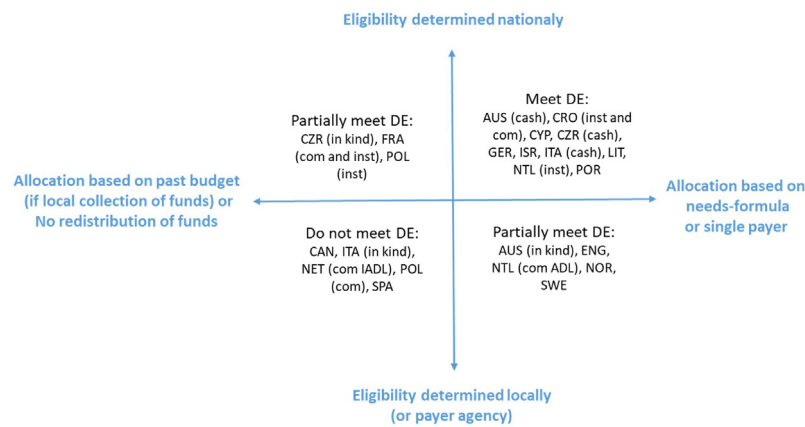 Eligibility determined nationaly
Meet DE:
AUS (cash), CRO (inst and
com), CYP, CZR (cash),
GER, ISR, ITA (cash), LIT,
NTL (inst), POR
Partially meet DE:
CZR (in kind), FRA
(com and inst), POL
(inst)
Allocation based on past budget
(if local collection of funds) or
No redistribution of funds
Allocation based on
needs-formula
or single payer
Do not meet DE:
CAN, ITA (in kind),
NET (com IADL), POL
(com), SPA
Partially meet DE:
AUS (in kind), ENG,
NTL (com ADL), NOR,
SWE
Eligibility determined locally
(or payer agency)